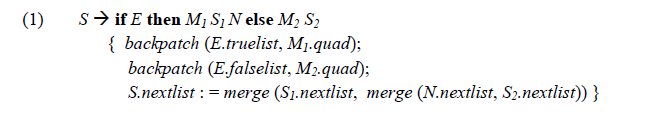 (1) S → if E then M₁ S₁ N else M₂ S₂
{ backpatch (E.truelist, M₁.quad);
backpatch (E.falselist, M₂.quad);
S.nextlist : = merge (S₁.nextlist, merge (N.nextlist, S₂.nextlist)) }